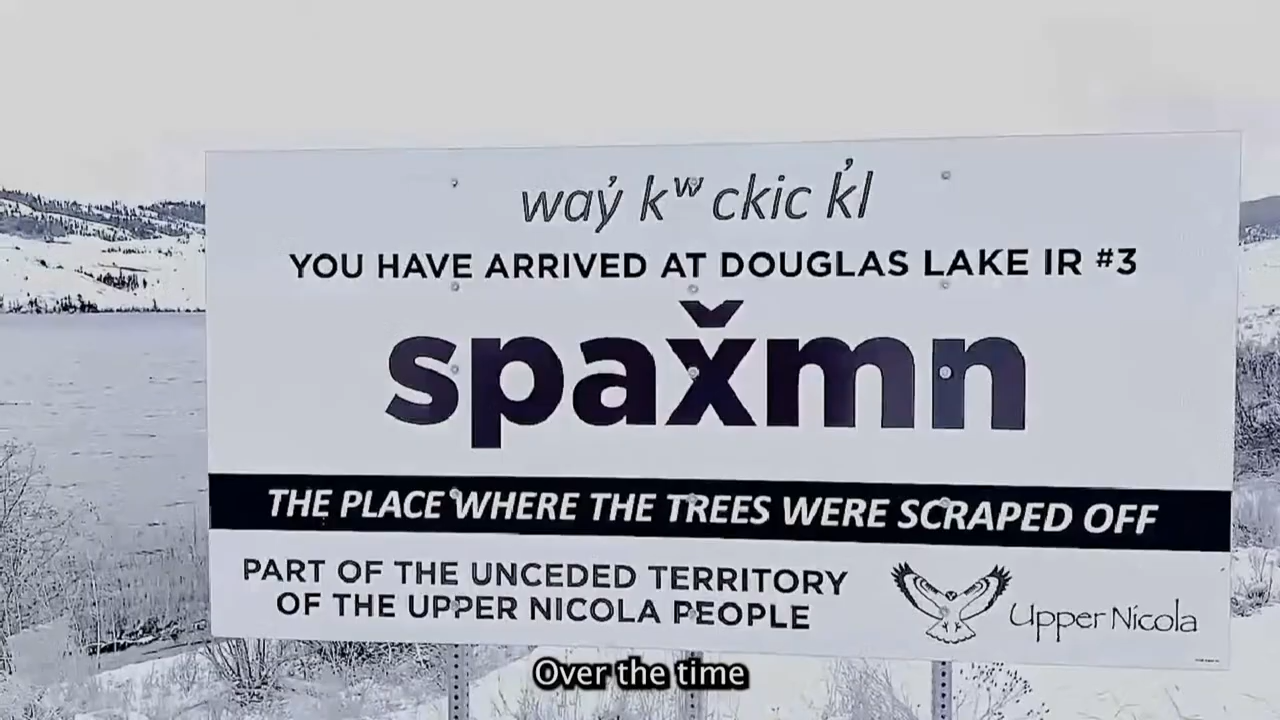 way̓ kʷ ckic k̓l
YOU HAVE ARRIVED AT DOUGLAS LAKE IR #3
spax̌mn
THE PLACE WHERE THE TREES WERE SCRAPED OFF
PART OF THE UNCEDED TERRITORY
OF THE UPPER NICOLA PEOPLE
Upper Nicola
Over the time